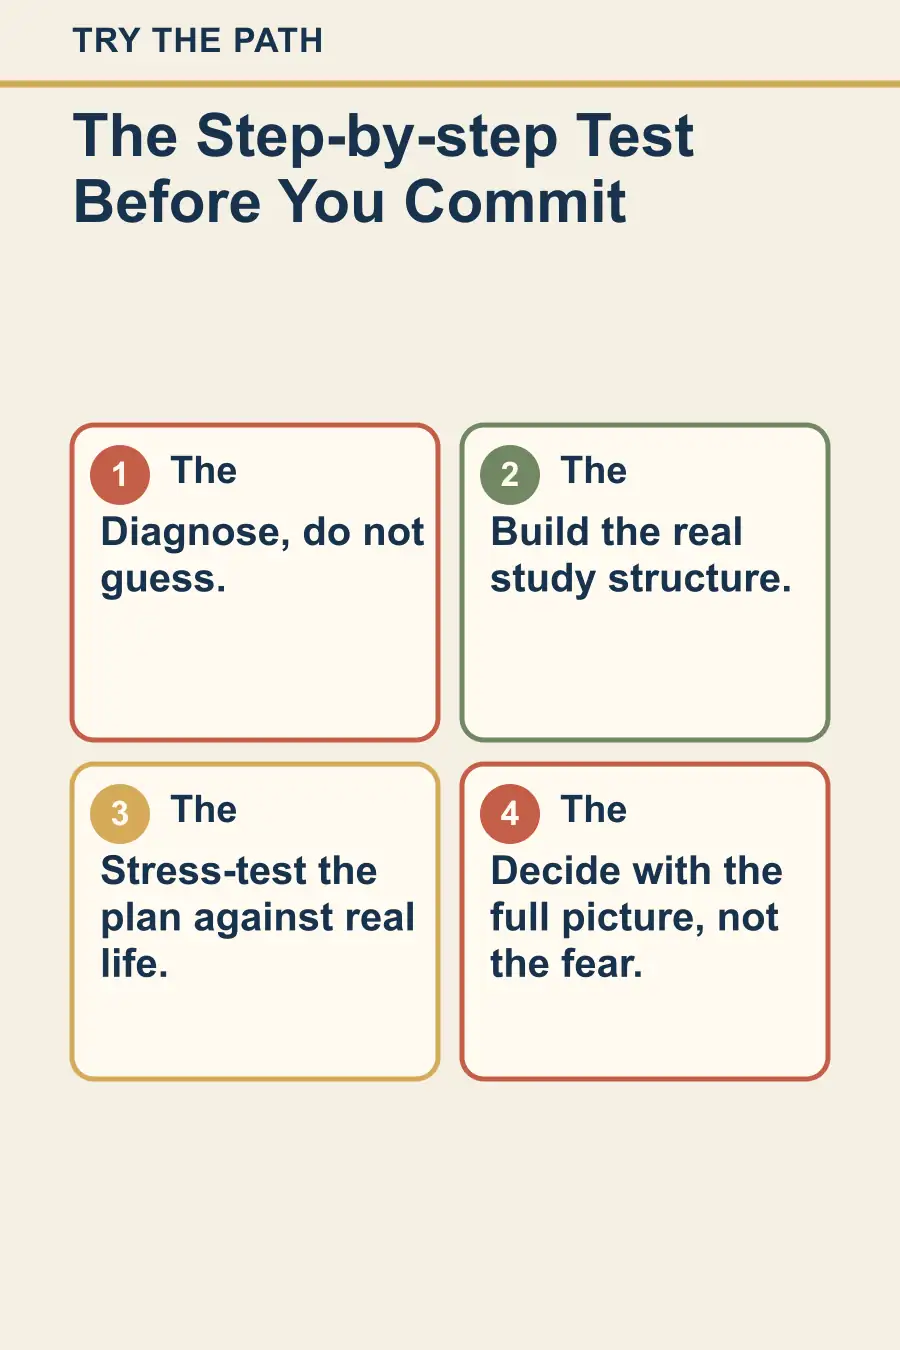 TRY THE PATH
The Step-by-step Test
Before You Commit
1 The
Diagnose, do not
guess.
2 The
Build the real
study structure.
3 The
Stress-test the
plan against real
life.
4 The
Decide with the
full picture, not
the fear.